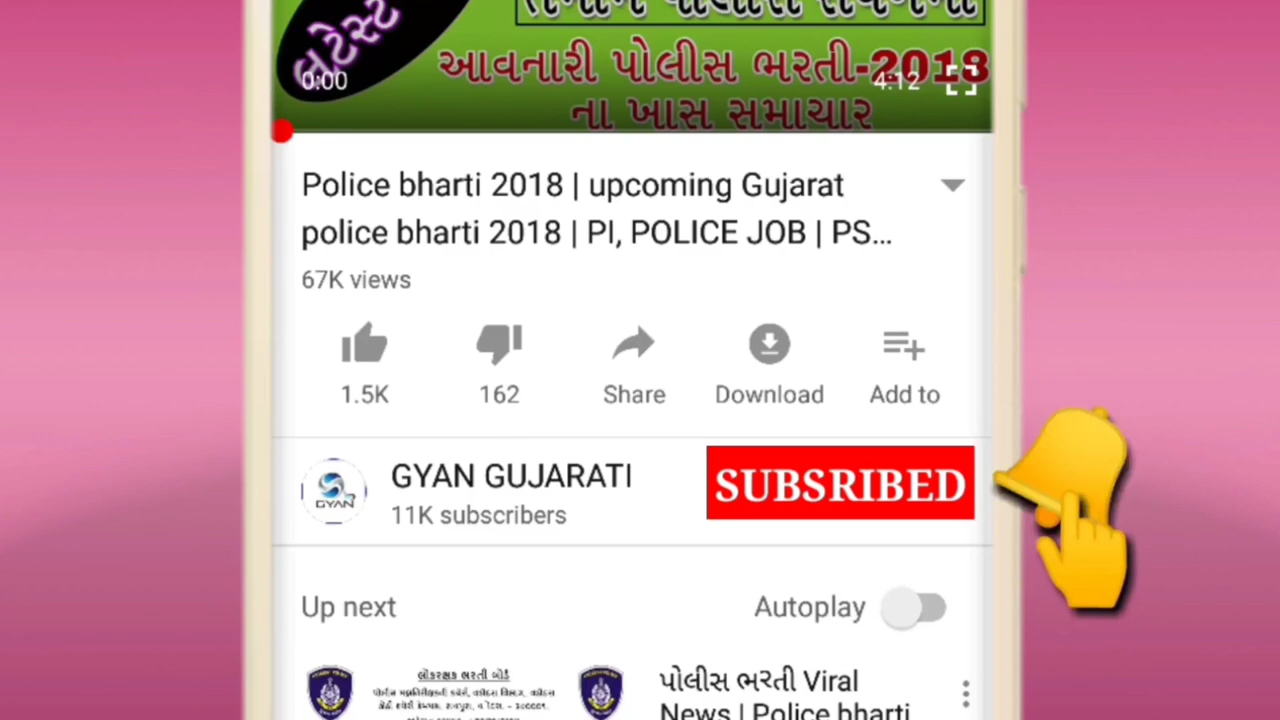 લેટેસ્ટ
આવનારી પોલીસ ભરતી-2018
ના ખાસ સમાચાર
0:00
4:12
Police bharti 2018 | upcoming Gujarat
police bharti 2018 | PI, POLICE JOB | PS...
67K views
1.5K
162
Share
Download
Add to
GYAN
GYAN GUJARATI
11K subscribers
SUBSRIBED
Up next
Autoplay
લોકરક્ષક ભરતી બોર્ડ
પોલીસ ભરતી Viral
News | Police bharti